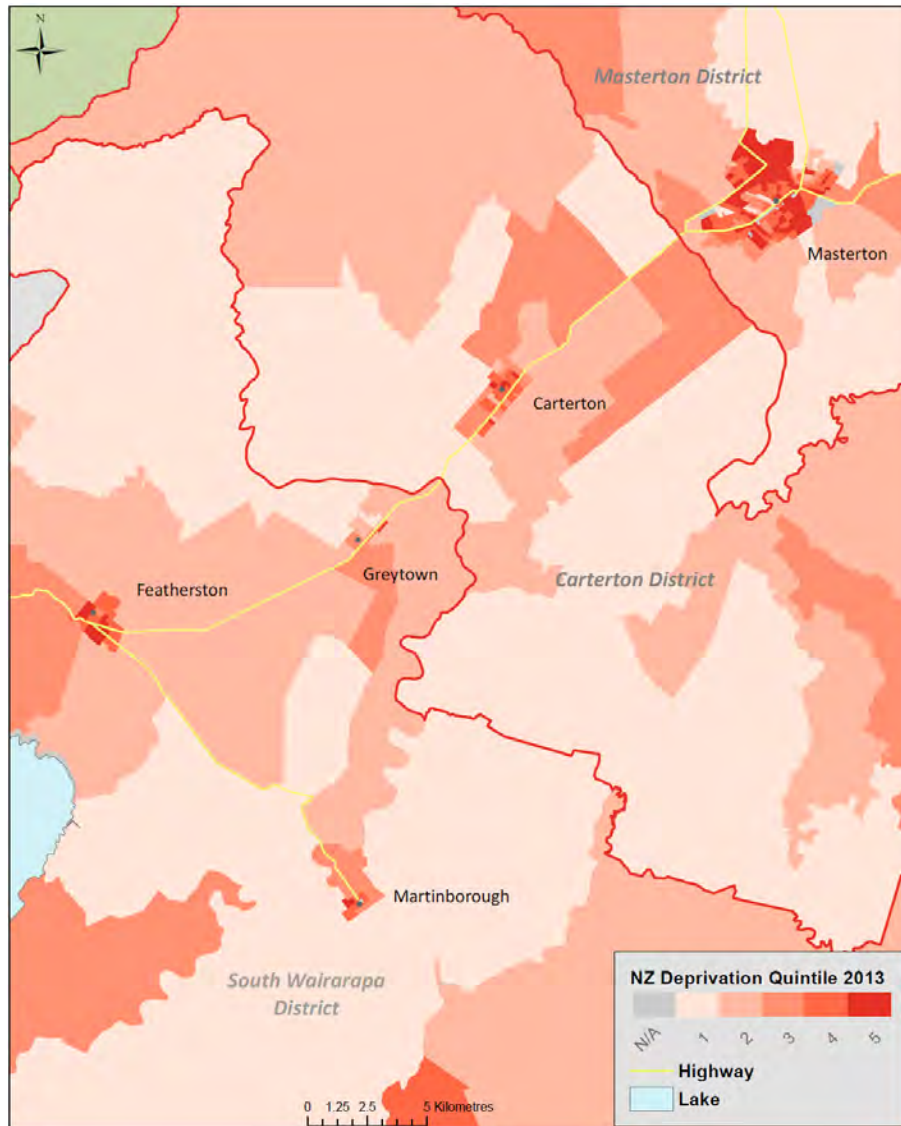 N
Masterton District
Masterton
Carterton
Featherston
Greytown
Carterton District
Martinborough
South Wairarapa
District
NZ Deprivation Quintile 2013
N/A 1 2 3 4 5
Highway
Lake
0 1.25 2.5 5 Kilometres